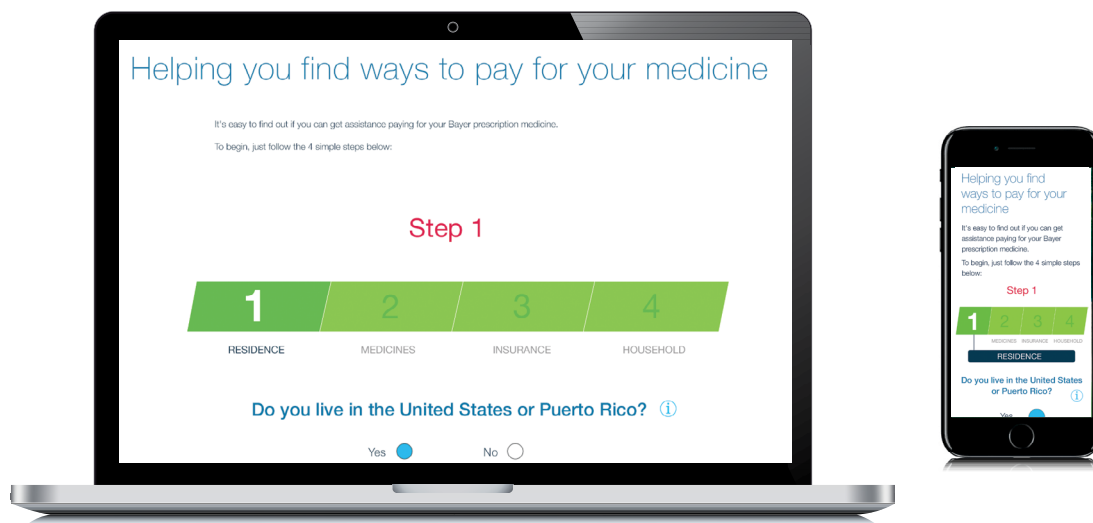 Helping you find ways to pay for your medicine
It's easy to find out if you can get assistance paying for your Bayer prescription medicine.
To begin, just follow the 4 simple steps below:
Step 1
1 2 3 4
RESIDENCE MEDICINES INSURANCE HOUSEHOLD
Do you live in the United States or Puerto Rico? i
Yes No
Helping you find
ways to pay for your
medicine
It's easy to find out if you can get
assistance paying for your Bayer
prescription medicine.
To begin, just follow the 4 simple steps
below:
Step 1
1 2 3 4
MEDICINES INSURANCE HOUSEHOLD
RESIDENCE
Do you live in the United States
or Puerto Rico? i
Yes